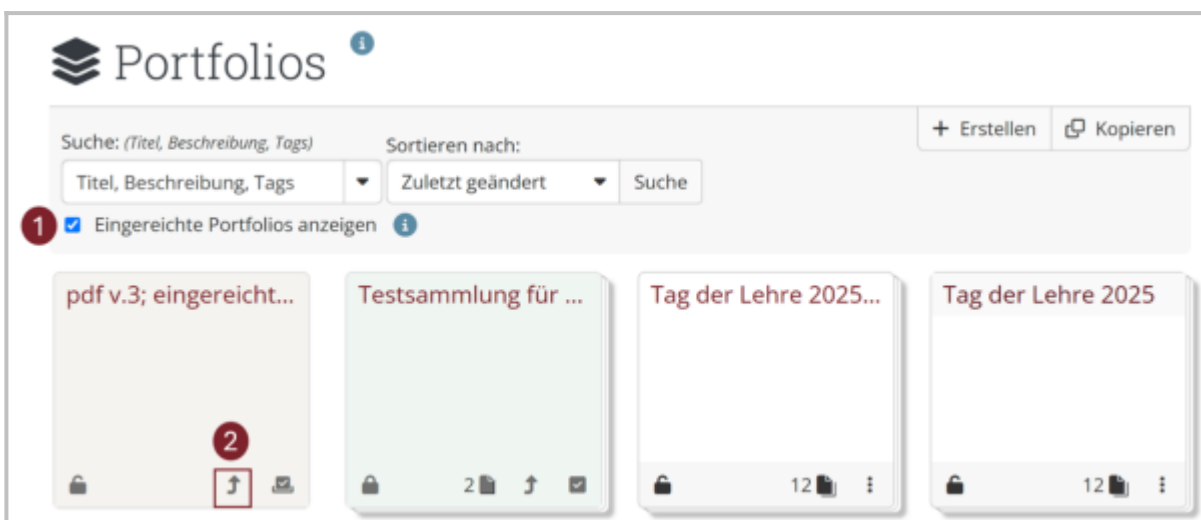 Portfolios
+ Erstellen Kopieren
Suche: (Titel, Beschreibung, Tags) Sortieren nach:
Titel, Beschreibung, Tags Zuletzt geändert Suche
1 Eingereichte Portfolios anzeigen
pdf v.3; eingereicht... Testsammlung für ... Tag der Lehre 2025... Tag der Lehre 2025
2
2 12 12